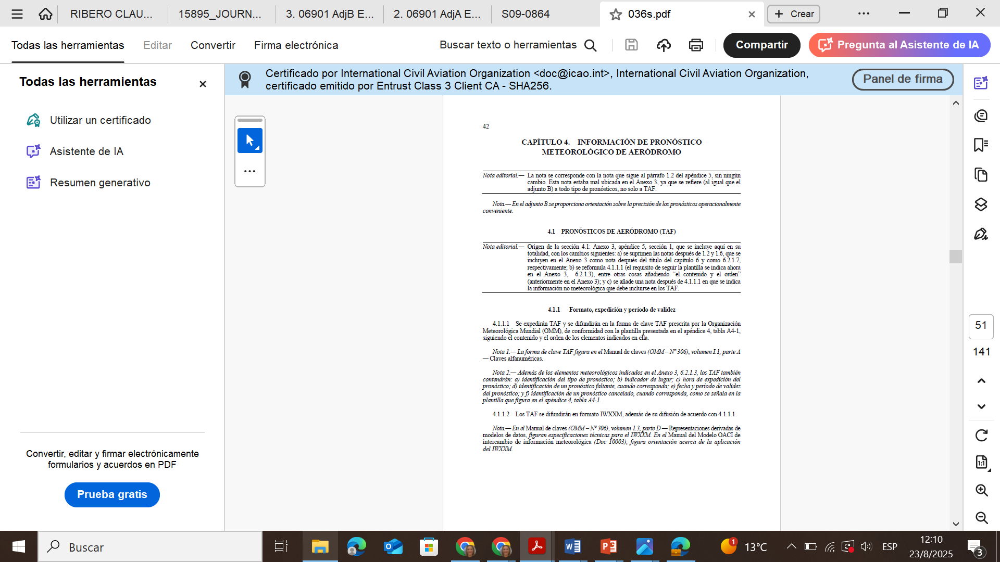 RIBERO CLAU...
15895_JOURN...
3. 06901 AdjB E...
2. 06901 AdjA E...
S09-0864
036s.pdf
Crear
Todas las herramientas
Editar
Convertir
Firma electrónica
Buscar texto o herramientas
Compartir
Pregunta al Asistente de IA
Todas las herramientas
Utilizar un certificado
Asistente de IA
Resumen generativo
Convertir, editar y firmar electrónicamente
formularios y acuerdos en PDF
Prueba gratis
Certificado por International Civil Aviation Organization <doc@icao.int>, International Civil Aviation Organization,
certificado emitido por Entrust Class 3 Client CA - SHA256.
Panel de firma
42
CAPÍTULO 4. INFORMACIÓN DE PRONÓSTICO
METEOROLÓGICO DE AERÓDROMO
Nota editorial.— La nota se corresponde con la nota que sigue al párrafo 1.2 del apéndice 5, sin ningún
cambio. Esta nota estaba mal ubicada en el Anexo 3, ya que se refiere (al igual que el
adjunto B) a todo tipo de pronósticos, no solo a TAF.
Nota.— En el adjunto B se proporciona orientación sobre la precisión de los pronósticos operacionalmente
conveniente.
4.1 PRONÓSTICOS DE AERÓDROMO (TAF)
Nota editorial.— Origen de la sección 4.1: Anexo 3, apéndice 5, sección 1, que se incluye aquí en su
totalidad, con los cambios siguientes: a) se suprimen las notas después de 1.2 y 1.6, que se
incluyen en el Anexo 3 como nota después del título del capítulo 6 y como 6.2.1.7,
respectivamente; b) se reformula 4.1.1.1 (el requisito de seguir la plantilla se indica ahora
en el Anexo 3, 6.2.1.3), entre otras cosas añadiendo “el contenido y el orden”
(anteriormente en el Anexo 3); y c) se añade una nota después de 4.1.1.1 en que se indica
la información no meteorológica que debe incluirse en los TAF.
4.1.1 Formato, expedición y período de validez
4.1.1.1 Se expedirán TAF y se difundirán en la forma de clave TAF prescrita por la Organización
Meteorológica Mundial (OMM), de conformidad con la plantilla presentada en el apéndice 4, tabla A4-1,
siguiendo el contenido y el orden de los elementos indicados en ella.
Nota 1.— La forma de clave TAF figura en el Manual de claves (OMM – Nº 306), volumen I.1, parte A
— Claves alfanuméricas.
Nota 2.— Además de los elementos meteorológicos indicados en el Anexo 3, 6.2.1.3, los TAF también
contendrán: a) identificación del tipo de pronóstico; b) indicador de lugar; c) hora de expedición del
pronóstico; d) identificación de un pronóstico faltante, cuando corresponda; e) fecha y período de validez
del pronóstico; y f) identificación de un pronóstico cancelado, cuando corresponda, como se señala en la
plantilla que figura en el apéndice 4, tabla A4-1.
4.1.1.2 Los TAF se difundirán en formato IWXXM, además de su difusión de acuerdo con 4.1.1.1.
Nota.— En el Manual de claves (OMM – Nº 306), volumen I.3, parte D — Representaciones derivadas de
modelos de datos, figuran especificaciones técnicas para el IWXXM. En el Manual del Modelo OACI de
intercambio de información meteorológica (Doc 10003), figura orientación acerca de la aplicación
del IWXXM.
51
141
Buscar
1
13°C
ESP
12:10
23/8/2025
3